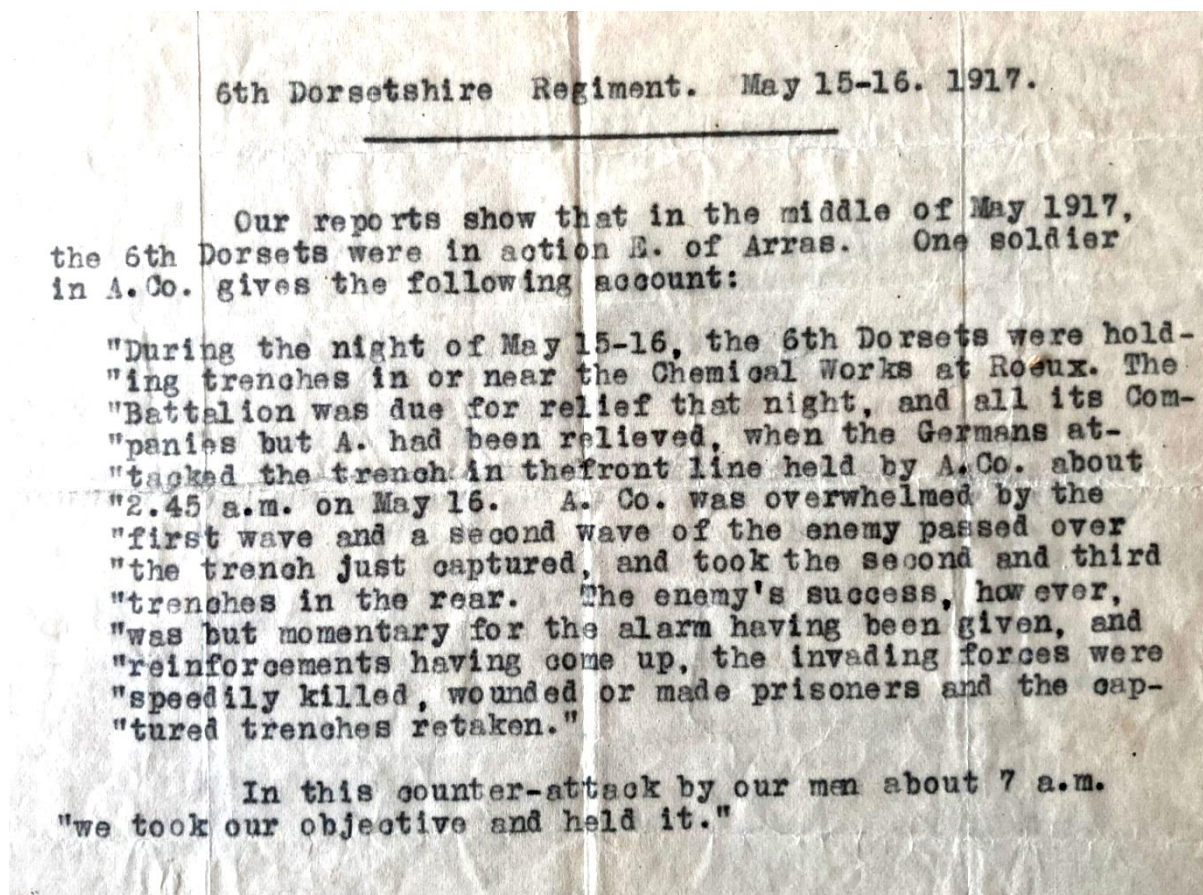 6th Dorsetshire Regiment. May 15-16. 1917.
Our reports show that in the middle of May 1917,
the 6th Dorsets were in action E. of Arras. One soldier
in A.Co. gives the following account:
"During the night of May 15-16, the 6th Dorsets were hold-
"ing trenches in or near the Chemical Works at Roeux. The
"Battalion was due for relief that night, and all its Com-
"panies but A. had been relieved, when the Germans at-
"tacked the trench in thefront line held by A.Co. about
"2.45 a.m. on May 16. A. Co. was overwhelmed by the
"first wave and a second wave of the enemy passed over
"the trench just captured, and took the second and third
"trenches in the rear. The enemy's success, however,
"was but momentary for the alarm having been given, and
"reinforcements having come up, the invading forces were
"speedily killed, wounded or made prisoners and the cap-
"tured trenches retaken."
In this counter-attack by our men about 7 a.m.
"we took our objective and held it."